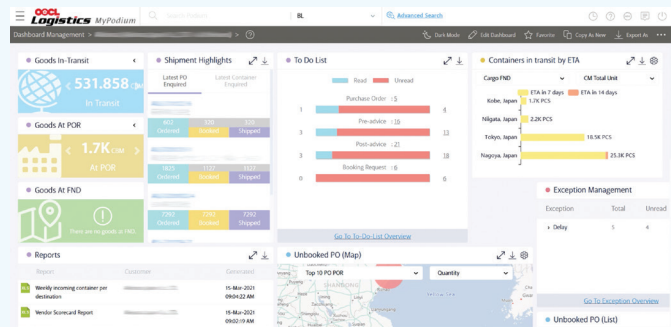 OOCL
Logistics MyPodium
BL
Advanced Search
Dashboard Management >
>
Dark Mode
Edit Dashboard
Favorite
Copy As New
Export As
Goods In-Transit
531.858
In Transit
Goods At POR
1.7K CBM
At POR
Goods At FND
There are no goods at FND.
Shipment Highlights
Latest PO Enquired
Latest Container Enquired
Ordered
Booked
Shipped
Ordered
Booked
Shipped
7292
7292
7292
Ordered
Booked
Shipped
To Do List
Read
Unread
Purchase Order : 5
1
4
Pre-advice : 16
3
13
Post-advice : 21
3
18
Booking Request : 6
0
6
Go To To-Do-List Overview
Containers in transit by ETA
Cargo FND
CM Total Unit
ETA in 7 days
ETA in 14 days
Kobe, Japan
1.7K PCS
Niigata, Japan
2.2K PCS
Tokyo, Japan
18.5K PCS
Nagoya, Japan
25.3K PCS
Exception Management
Exception
Total
Unread
> Delay
5
4
Go To Exception Overview
Reports
Report
Customer
Generated
Weekly incoming container per destination
15-Mar-2021
09:04:22 AM
Vendor Scorecard Report
15-Mar-2021
09:02:19 AM
Unbooked PO (Map)
Top 10 PO POR
Quantity
SHANDONG
Yellow Sea
Unbooked PO (List)